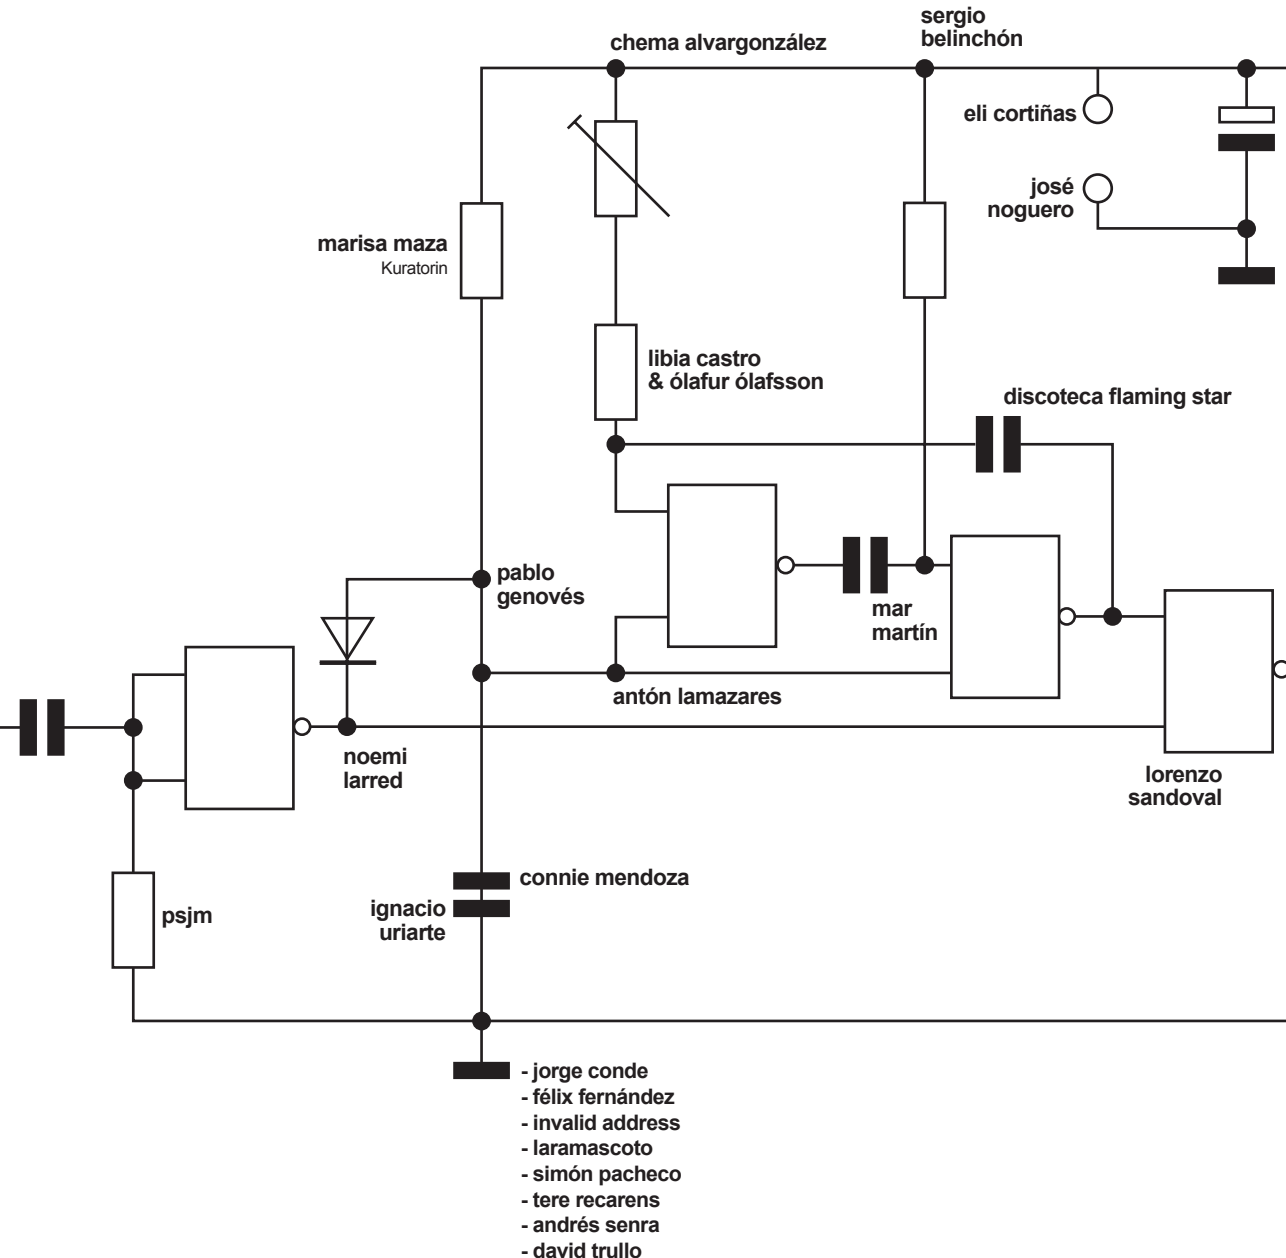 sergio
belinchón
chema alvargonzález
eli cortiñas
josé
noguero
marisa maza
Kuratorin
libia castro
& ólafur ólafsson
discoteca flaming star
pablo
genovés
mar
martín
antón lamazares
noemi
larred
lorenzo
sandoval
connie mendoza
ignacio
uriarte
psjm
- jorge conde
- félix fernández
- invalid address
- laramascoto
- simón pacheco
- tere recarens
- andrés senra
- david trullo